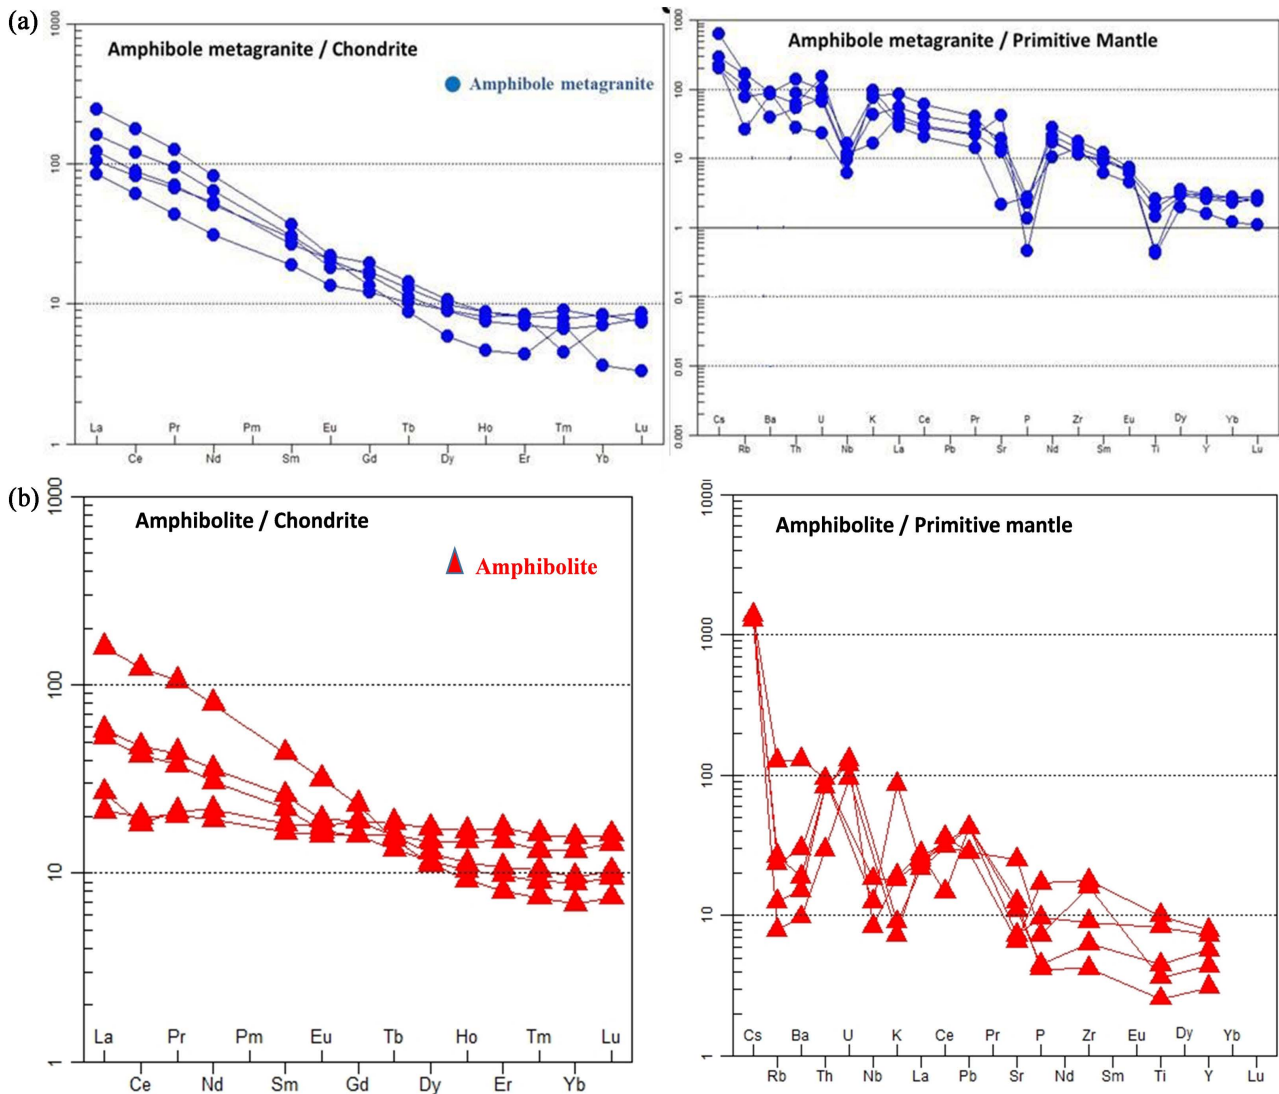 (a)
Amphibole metagranite / Chondrite
Amphibole metagranite
1000
100
10
1
La Pr Pm Eu Tb Ho Tm Lu
Ce Nd Sm Gd Dy Er Yb
Amphibole metagranite / Primitive Mantle
1000
100
10
1
0.1
0.01
0.001
Cs Ba U K Ce Pr P Zr Eu Dy Yb
Rb Th Nb La Pb Sr Nd Sm Ti Y Lu
(b)
Amphibolite / Chondrite
Amphibolite
1000
100
10
1
La Pr Pm Eu Tb Ho Tm Lu
Ce Nd Sm Gd Dy Er Yb
Amphibolite / Primitive mantle
1000
100
10
1
Cs Ba U K Ce Pr P Zr Eu Dy Yb
Rb Th Nb La Pb Sr Nd Sm Ti Y Lu